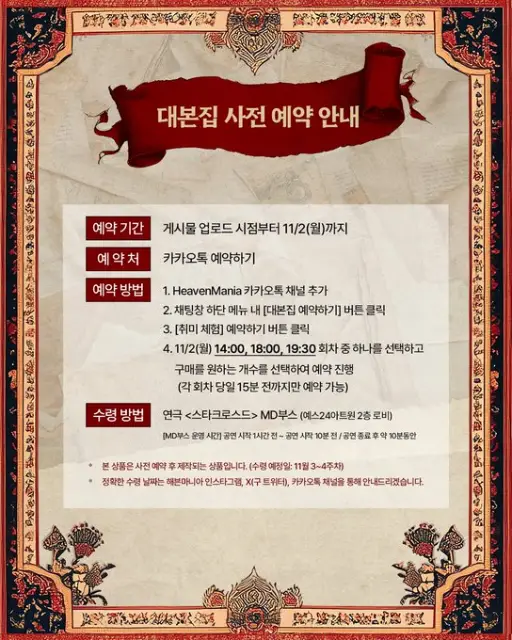 대본집 사전 예약 안내
예약 기간 게시물 업로드 시점부터 11/2(월)까지
예 약 처 카카오톡 예약하기
예약 방법 1. HeavenMania 카카오톡 채널 추가
2. 채팅창 하단 메뉴 내 [대본집 예약하기] 버튼 클릭
3. [취미 체험] 예약하기 버튼 클릭
4. 11/2(월) 14:00, 18:00, 19:30 회차 중 하나를 선택하고
구매를 원하는 개수를 선택하여 예약 진행
(각 회차 당일 15분 전까지만 예약 가능)
수령 방법 연극 <스타크로스드> MD부스 (예스24아트원 2층 로비)
[MD부스 운영 시간] 공연 시작 1시간 전 ~ 공연 시작 10분 전 / 공연 종료 후 약 10분동안
* 본 상품은 사전 예약 후 제작되는 상품입니다. (수령 예정일: 11월 3~4주차)
* 정확한 수령 날짜는 헤븐마니아 인스타그램, X(구 트위터), 카카오톡 채널을 통해 안내드리겠습니다.